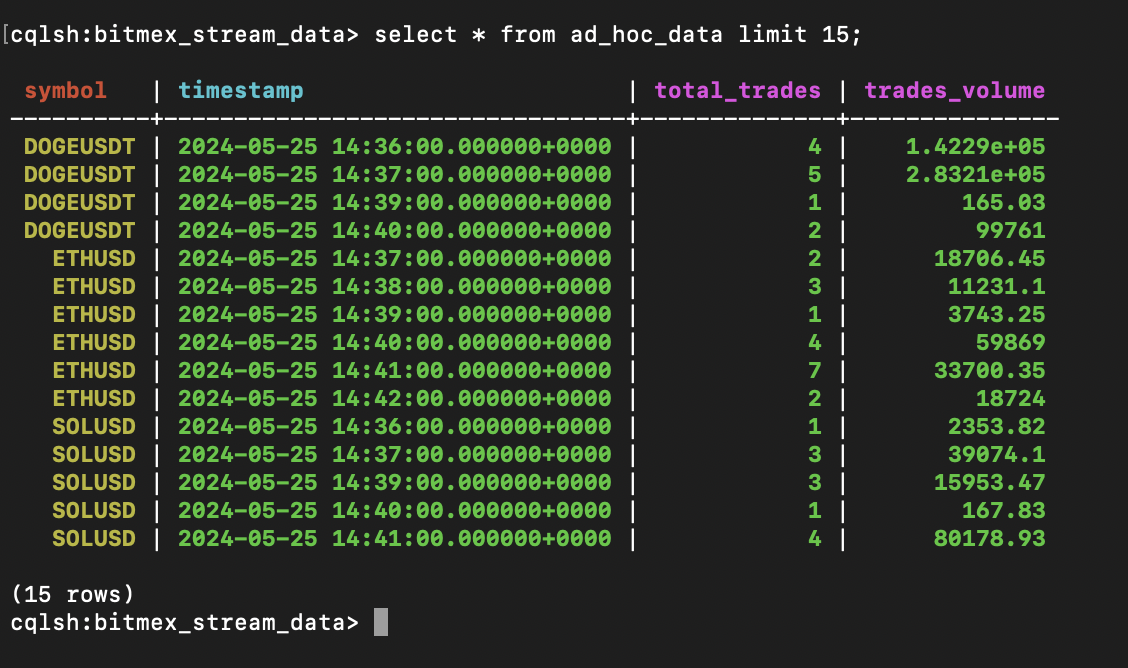 [cqlsh:bitmex_stream_data> select * from ad_hoc_data limit 15;
 symbol   | timestamp                       | total_trades | trades_volume
----------+---------------------------------+--------------+---------------
 DOGEUSDT | 2024-05-25 14:36:00.000000+0000 |            4 |    1.4229e+05
 DOGEUSDT | 2024-05-25 14:37:00.000000+0000 |            5 |    2.8321e+05
 DOGEUSDT | 2024-05-25 14:39:00.000000+0000 |            1 |        165.03
 DOGEUSDT | 2024-05-25 14:40:00.000000+0000 |            2 |         99761
   ETHUSD | 2024-05-25 14:37:00.000000+0000 |            2 |      18706.45
   ETHUSD | 2024-05-25 14:38:00.000000+0000 |            3 |       11231.1
   ETHUSD | 2024-05-25 14:39:00.000000+0000 |            1 |       3743.25
   ETHUSD | 2024-05-25 14:40:00.000000+0000 |            4 |         59869
   ETHUSD | 2024-05-25 14:41:00.000000+0000 |            7 |      33700.35
   ETHUSD | 2024-05-25 14:42:00.000000+0000 |            2 |         18724
   SOLUSD | 2024-05-25 14:36:00.000000+0000 |            1 |       2353.82
   SOLUSD | 2024-05-25 14:37:00.000000+0000 |            3 |       39074.1
   SOLUSD | 2024-05-25 14:39:00.000000+0000 |            3 |      15953.47
   SOLUSD | 2024-05-25 14:40:00.000000+0000 |            1 |        167.83
   SOLUSD | 2024-05-25 14:41:00.000000+0000 |            4 |      80178.93
(15 rows)
cqlsh:bitmex_stream_data>